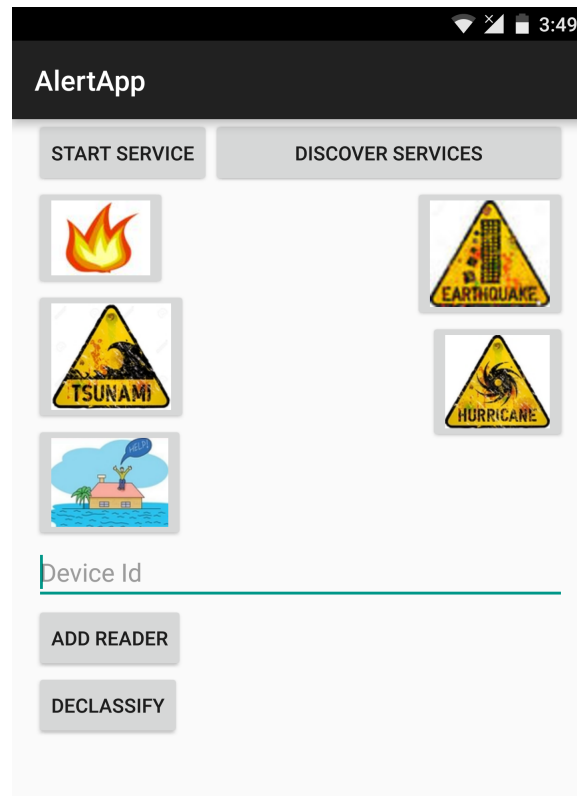 3:49
AlertApp
START SERVICE
DISCOVER SERVICES
EARTHQUAKE
TSUNAMI
HURRICANE
HELP!
Device Id
ADD READER
DECLASSIFY